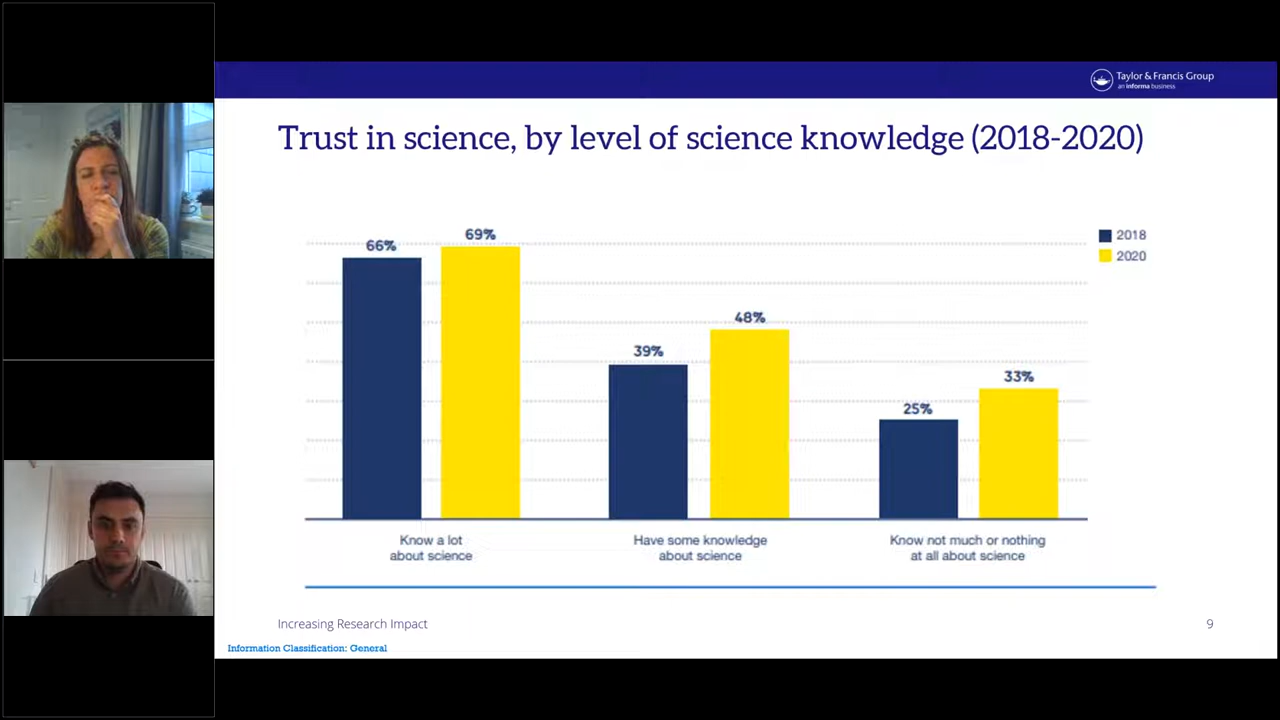 Taylor & Francis Group
an informa business
Trust in science, by level of science knowledge (2018-2020)
2018
2020
66%
69%
39%
48%
25%
33%
Know a lot
about science
Have some knowledge
about science
Know not much or nothing
at all about science
Increasing Research Impact
9
Information Classification: General